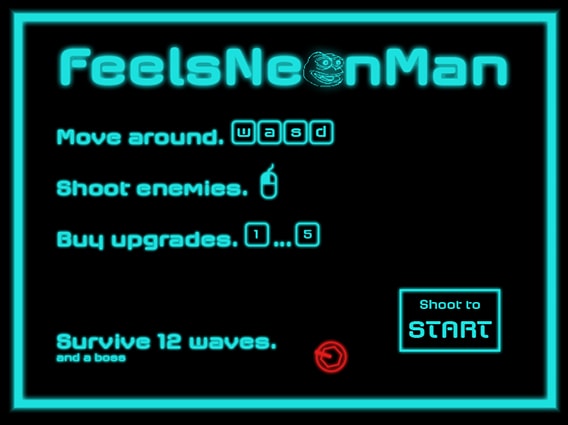 FeelsNeonMan
Move around. w a s d
Shoot enemies.
Buy upgrades. 1 ... 5
Shoot to
START
Survive 12 waves.
and a boss